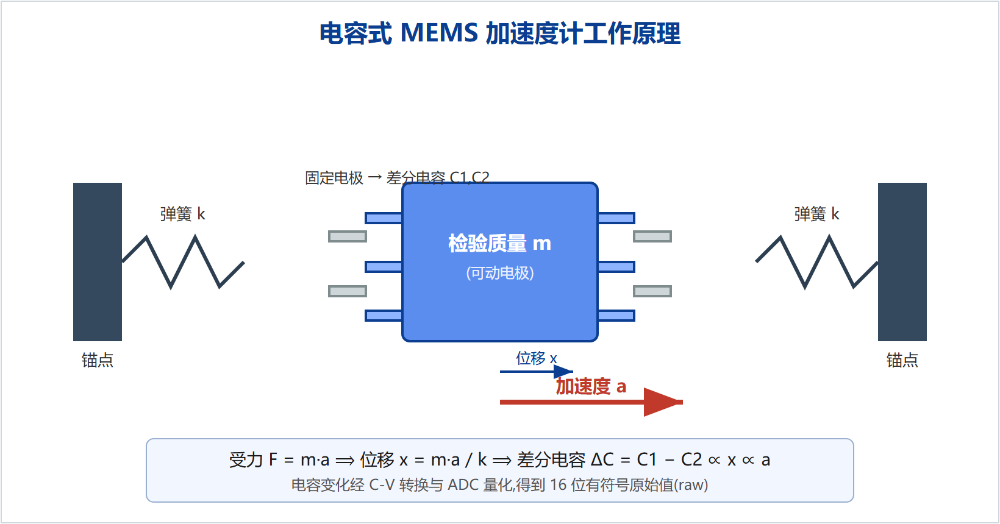 电容式 MEMS 加速度计工作原理
固定电极 → 差分电容 C1,C2
弹簧 k
弹簧 k
检验质量 m
(可动电极)
锚点
锚点
位移 x
加速度 a
受力 F = m·a ⟹ 位移 x = m·a / k ⟹ 差分电容 ΔC = C1 − C2 ∝ x ∝ a
电容变化经 C-V 转换与 ADC 量化,得到 16 位有符号原始值(raw)